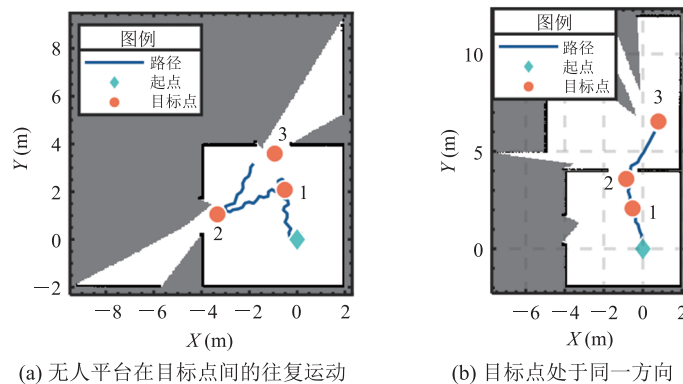 图例
路径
起点
目标点
8
6
4
2
0
−2
Y (m)
1
2
3
−8 −6 −4 −2 0 2
X (m)
(a) 无人平台在目标点间的往复运动
图例
路径
起点
目标点
10
5
0
Y (m)
1
2
3
−6 −4 −2 0 2
X (m)
(b) 目标点处于同一方向